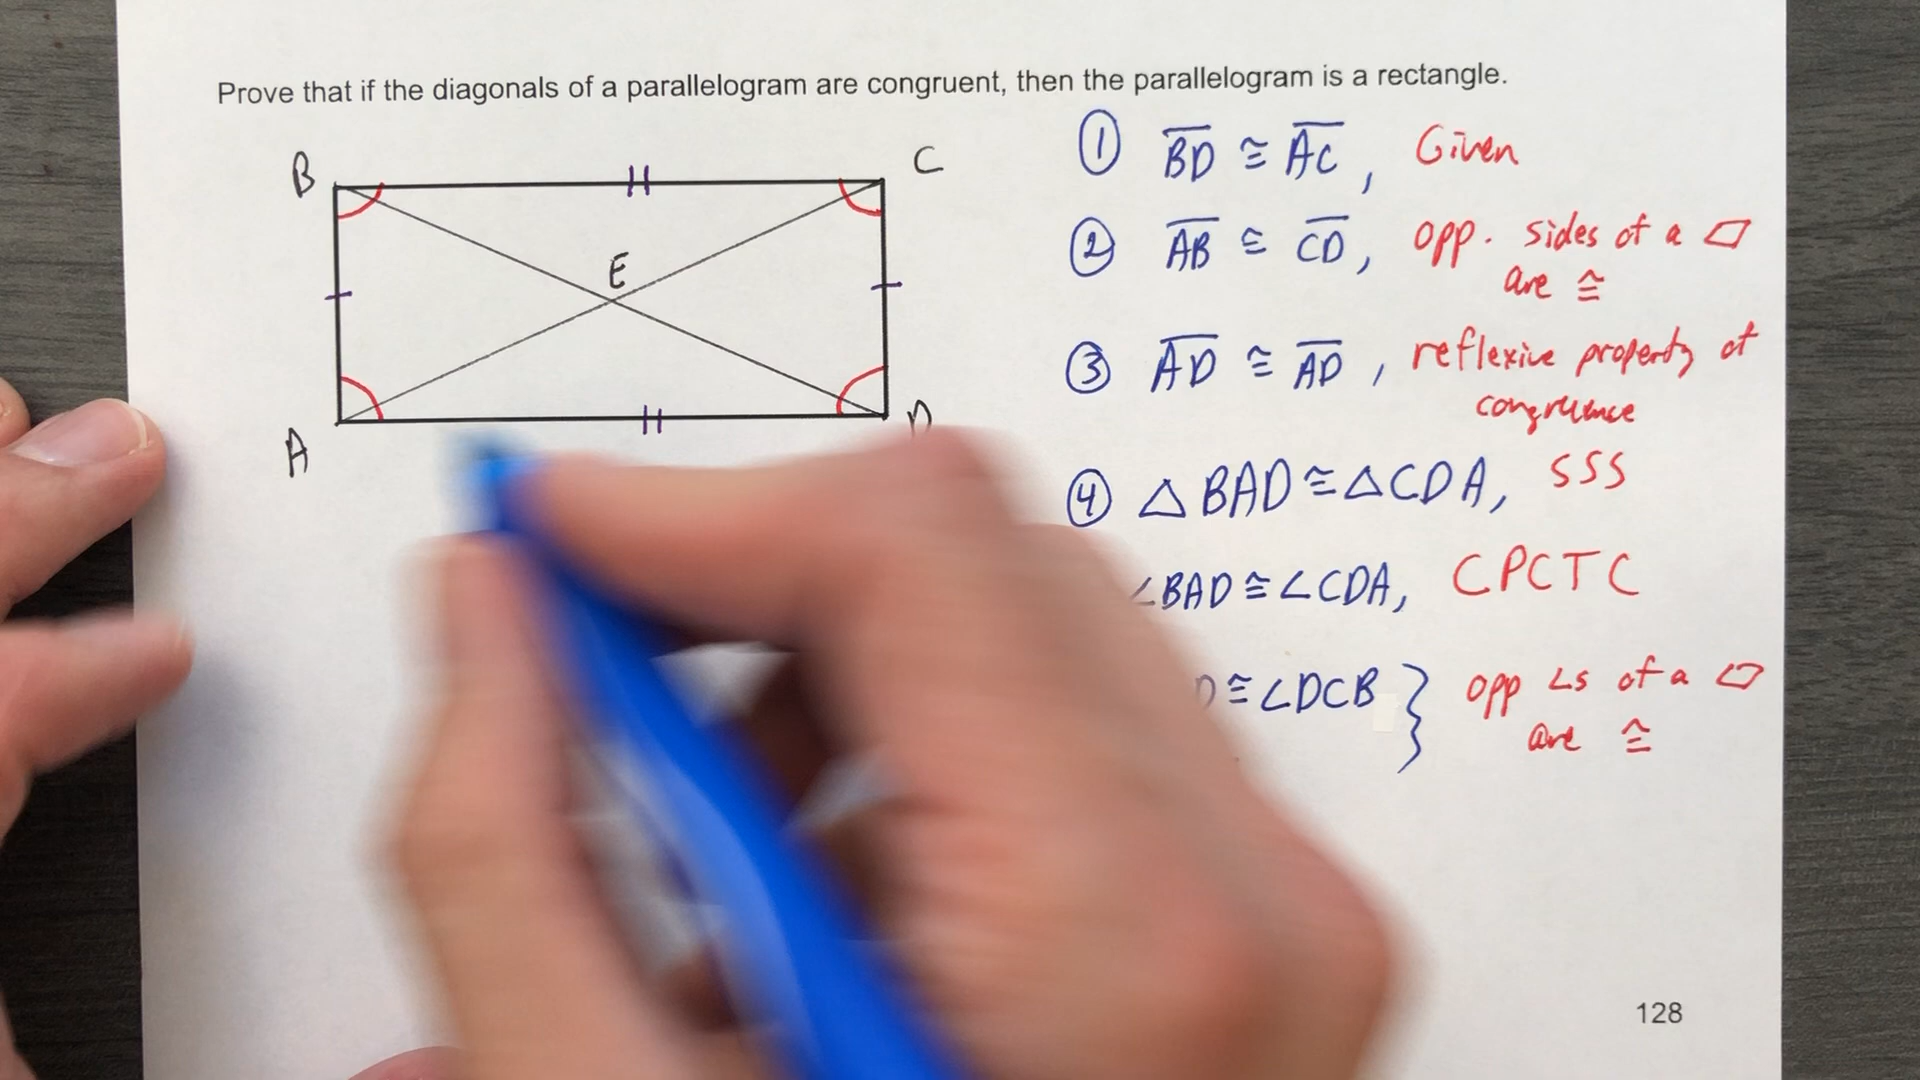 Prove that if the diagonals of a parallelogram are congruent, then the parallelogram is a rectangle.
B
C
E
A
① BD ≅ AC, Given
② AB ≅ CD, opp. sides of a ▱
are ≅
③ AD ≅ AD, reflexive property of
congruence
④ △BAD ≅ △CDA, SSS
∠BAD ≅ ∠CDA, CPCTC
D ≅ ∠DCB } opp ∠s of a ▱
are ≅
128